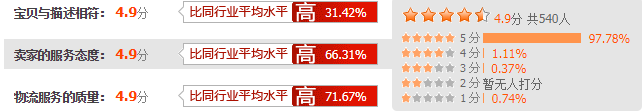 宝贝与描述相符： 4.9分 比同行业平均水平 高 31.42%
卖家的服务态度： 4.9分 比同行业平均水平 高 66.31%
物流服务的质量： 4.9分 比同行业平均水平 高 71.67%
4.9分 共540人
5 分 97.78%
4 分 1.11%
3 分 0.37%
2 分 暂无人打分
1 分 0.74%